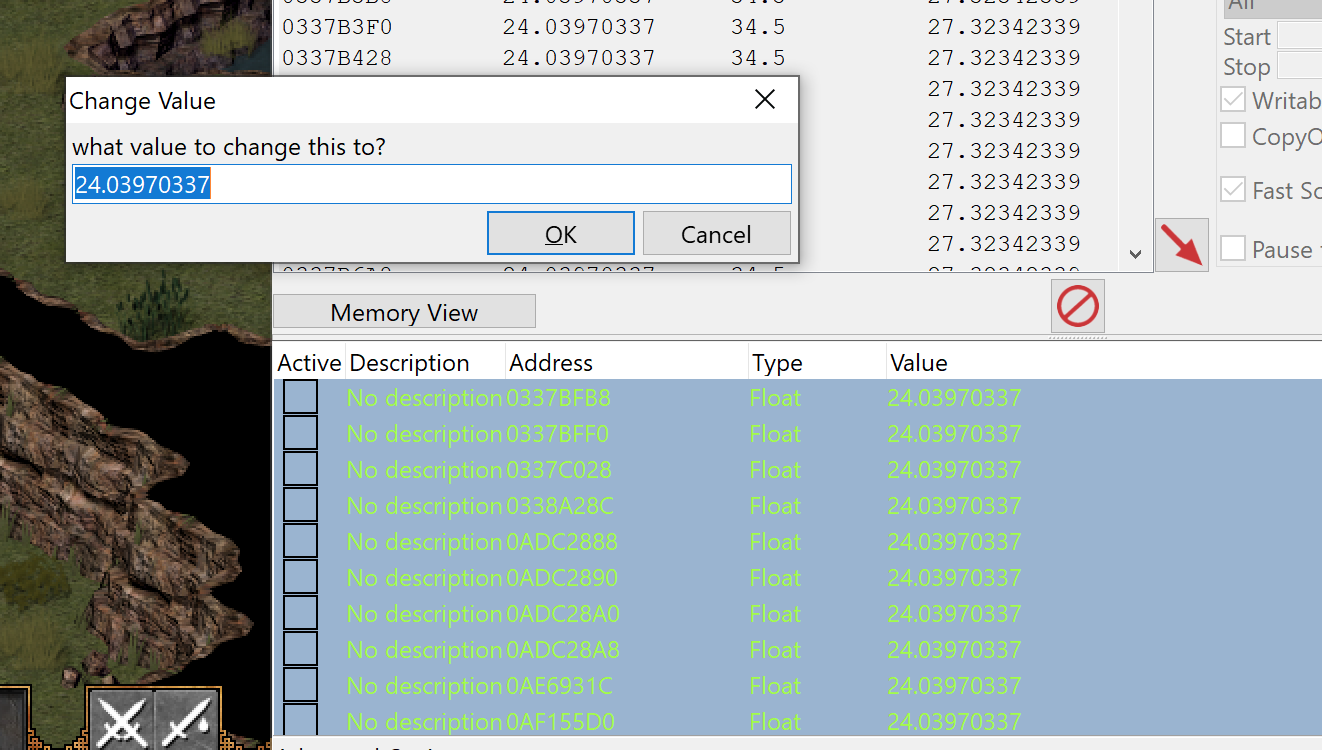 All
0337B3F0 24.03970337 34.5 27.32342339
Start
0337B428 24.03970337 34.5 27.32342339
Stop
Change Value
27.32342339
Writab
what value to change this to?
27.32342339
CopyO
27.32342339
24.03970337
27.32342339
Fast Sc
27.32342339
OK Cancel
27.32342339
Pause
Memory View
Active Description Address Type Value
No description 0337BFB8 Float 24.03970337
No description 0337BFF0 Float 24.03970337
No description 0337C028 Float 24.03970337
No description 0338A28C Float 24.03970337
No description 0ADC2888 Float 24.03970337
No description 0ADC2890 Float 24.03970337
No description 0ADC28A0 Float 24.03970337
No description 0ADC28A8 Float 24.03970337
No description 0AE6931C Float 24.03970337
No description 0AF155D0 Float 24.03970337